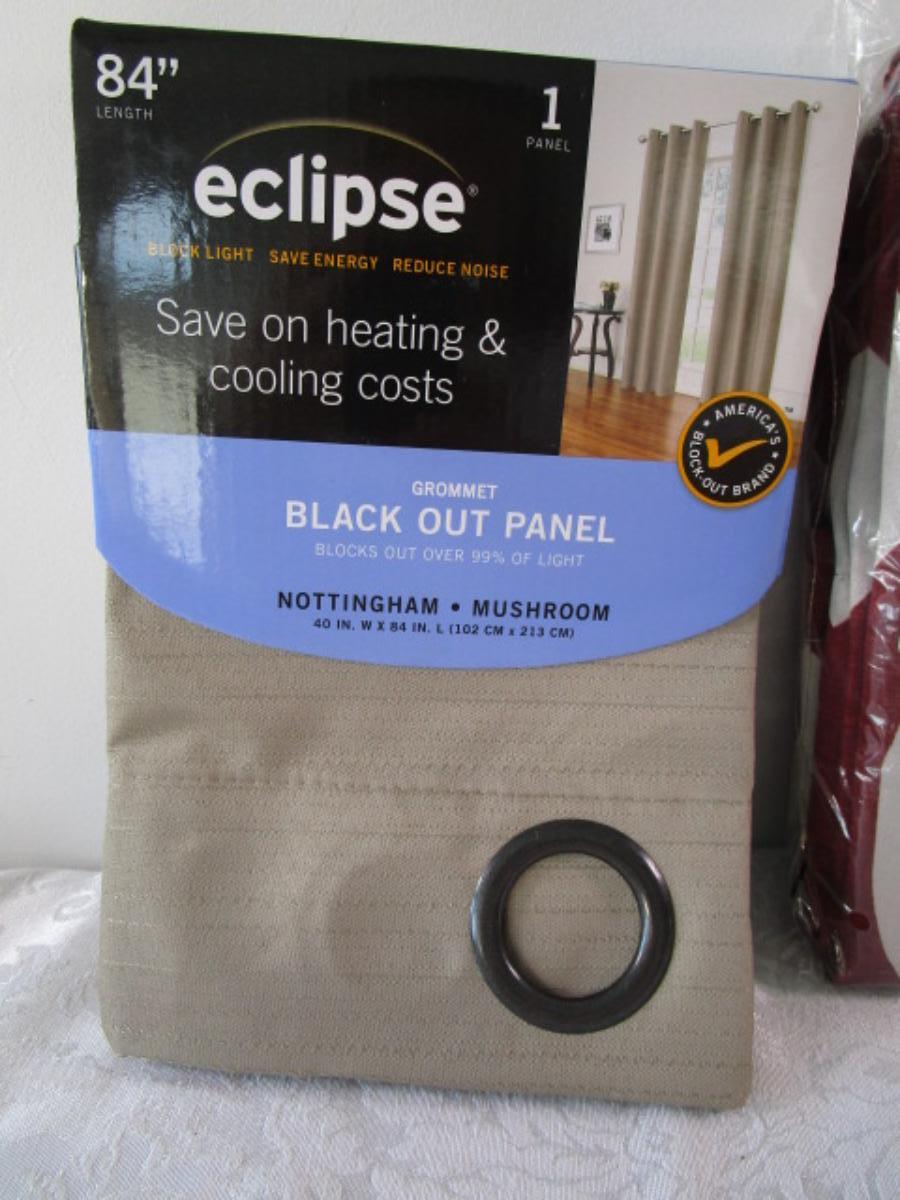 84”
LENGTH
1
PANEL
eclipse®
BLOCK LIGHT SAVE ENERGY REDUCE NOISE
Save on heating &
cooling costs
AMERICA'S
BLOCK-OUT BRAND
™
GROMMET
BLACK OUT PANEL
BLOCKS OUT OVER 99% OF LIGHT
NOTTINGHAM • MUSHROOM
40 IN. W X 84 IN. L (102 CM x 213 CM)